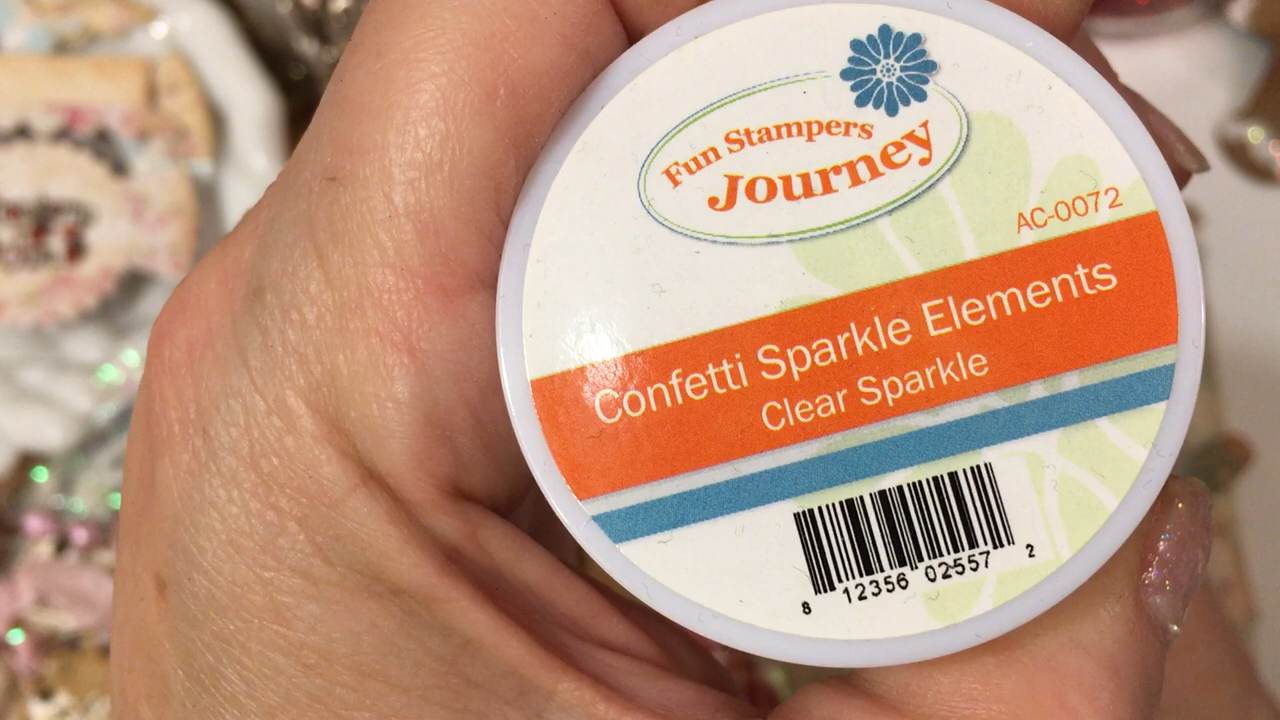 Fun Stampers
Journey
AC-0072
Confetti Sparkle Elements
Clear Sparkle
8 12356 02557 2